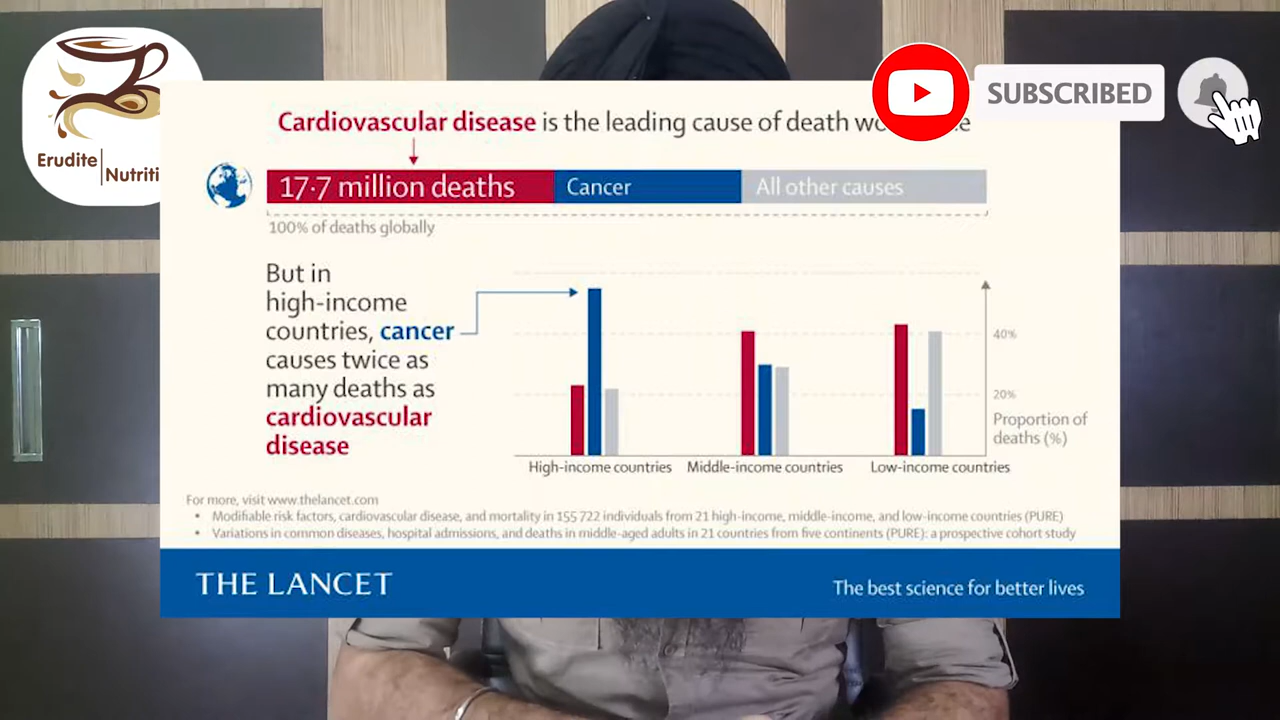 Erudite
Nutriti
SUBSCRIBED
Cardiovascular disease is the leading cause of death
17·7 million deaths
Cancer
All other causes
100% of deaths globally
But in
high-income
countries, cancer
causes twice as
many deaths as
cardiovascular
disease
40%
20%
Proportion of
deaths (%)
High-income countries
Middle-income countries
Low-income countries
For more, visit www.thelancet.com
• Modifiable risk factors, cardiovascular disease, and mortality in 155 722 individuals from 21 high-income, middle-income, and low-income countries (PURE)
• Variations in common diseases, hospital admissions, and deaths in middle-aged adults in 21 countries from five continents (PURE): a prospective cohort study
THE LANCET
The best science for better lives